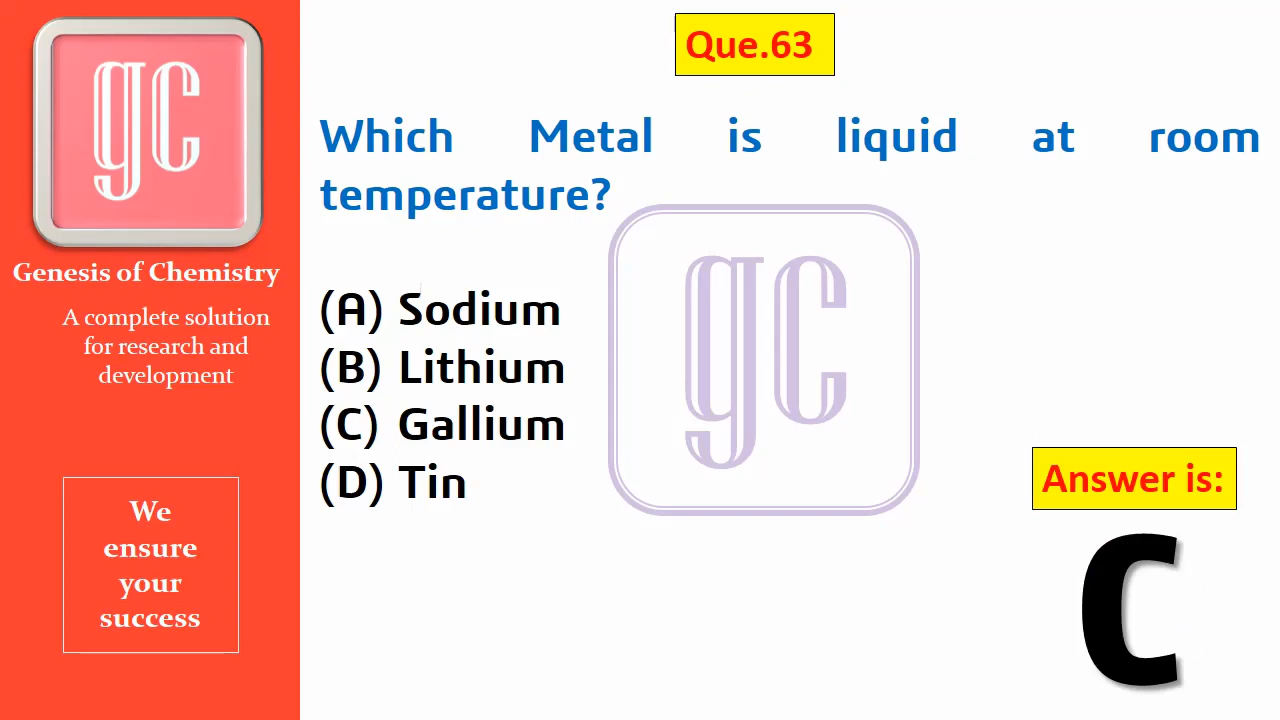 gc
Genesis of Chemistry
A complete solution
for research and
development
We
ensure
your
success
Que.63
Which Metal is liquid at room
temperature?
(A) Sodium
(B) Lithium
(C) Gallium
(D) Tin
gc
Answer is:
C